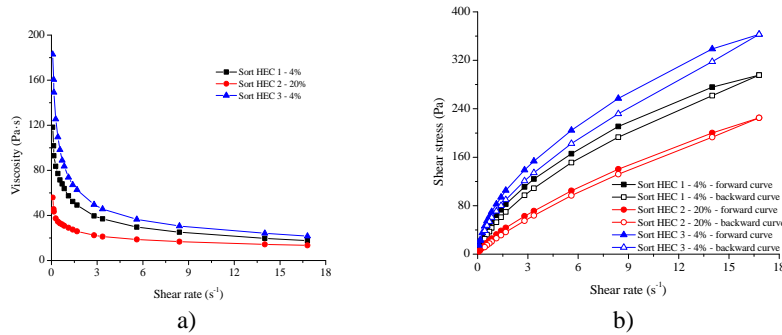 200
160
120
80
40
0
Viscosity (Pa·s)
Sort HEC 1 - 4%
Sort HEC 2 - 20%
Sort HEC 3 - 4%
0 3 6 9 12 15 18
Shear rate (s⁻¹)
a)
360
240
160
80
0
Shear stress (Pa)
Sort HEC 1 - 4% - forward curve
Sort HEC 1 - 4% - backward curve
Sort HEC 2 - 20% - forward curve
Sort HEC 2 - 20% - backward curve
Sort HEC 3 - 4% - forward curve
Sort HEC 3 - 4% - backward curve
0 3 6 9 12 15 18
Shear rate (s⁻¹)
b)